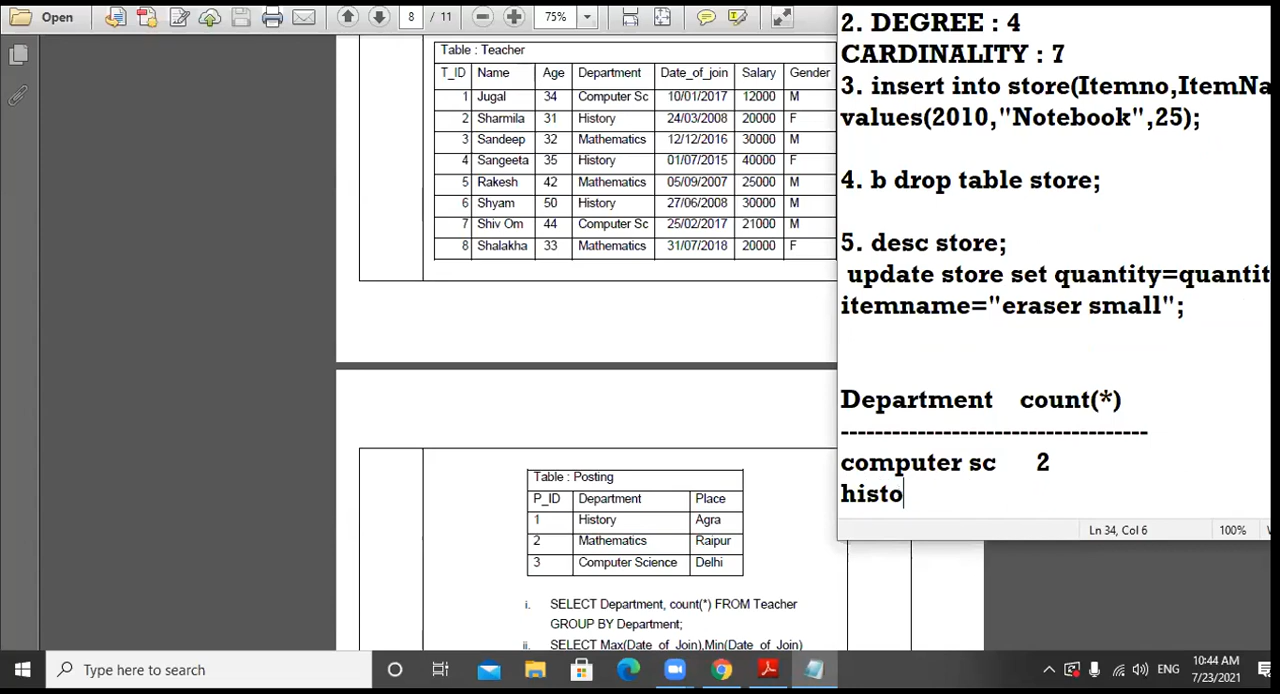 Open 8 / 11 75%
Table : Teacher
T_ID Name Age Department Date_of_join Salary Gender
1 Jugal 34 Computer Sc 10/01/2017 12000 M
2 Sharmila 31 History 24/03/2008 20000 F
3 Sandeep 32 Mathematics 12/12/2016 30000 M
4 Sangeeta 35 History 01/07/2015 40000 F
5 Rakesh 42 Mathematics 05/09/2007 25000 M
6 Shyam 50 History 27/06/2008 30000 M
7 Shiv Om 44 Computer Sc 25/02/2017 21000 M
8 Shalakha 33 Mathematics 31/07/2018 20000 F
Table : Posting
P_ID Department Place
1 History Agra
2 Mathematics Raipur
3 Computer Science Delhi
i. SELECT Department, count(*) FROM Teacher
GROUP BY Department;
ii. SELECT Max(Date_of_Join),Min(Date_of_Join)
2. DEGREE : 4
CARDINALITY : 7
3. insert into store(Itemno,ItemNa
values(2010,"Notebook",25);
4. b drop table store;
5. desc store;
update store set quantity=quantit
itemname="eraser small";
Department count(*)
-----------------------------------
computer sc 2
histo
Ln 34, Col 6 100%
Type here to search
ENG
10:44 AM
7/23/2021